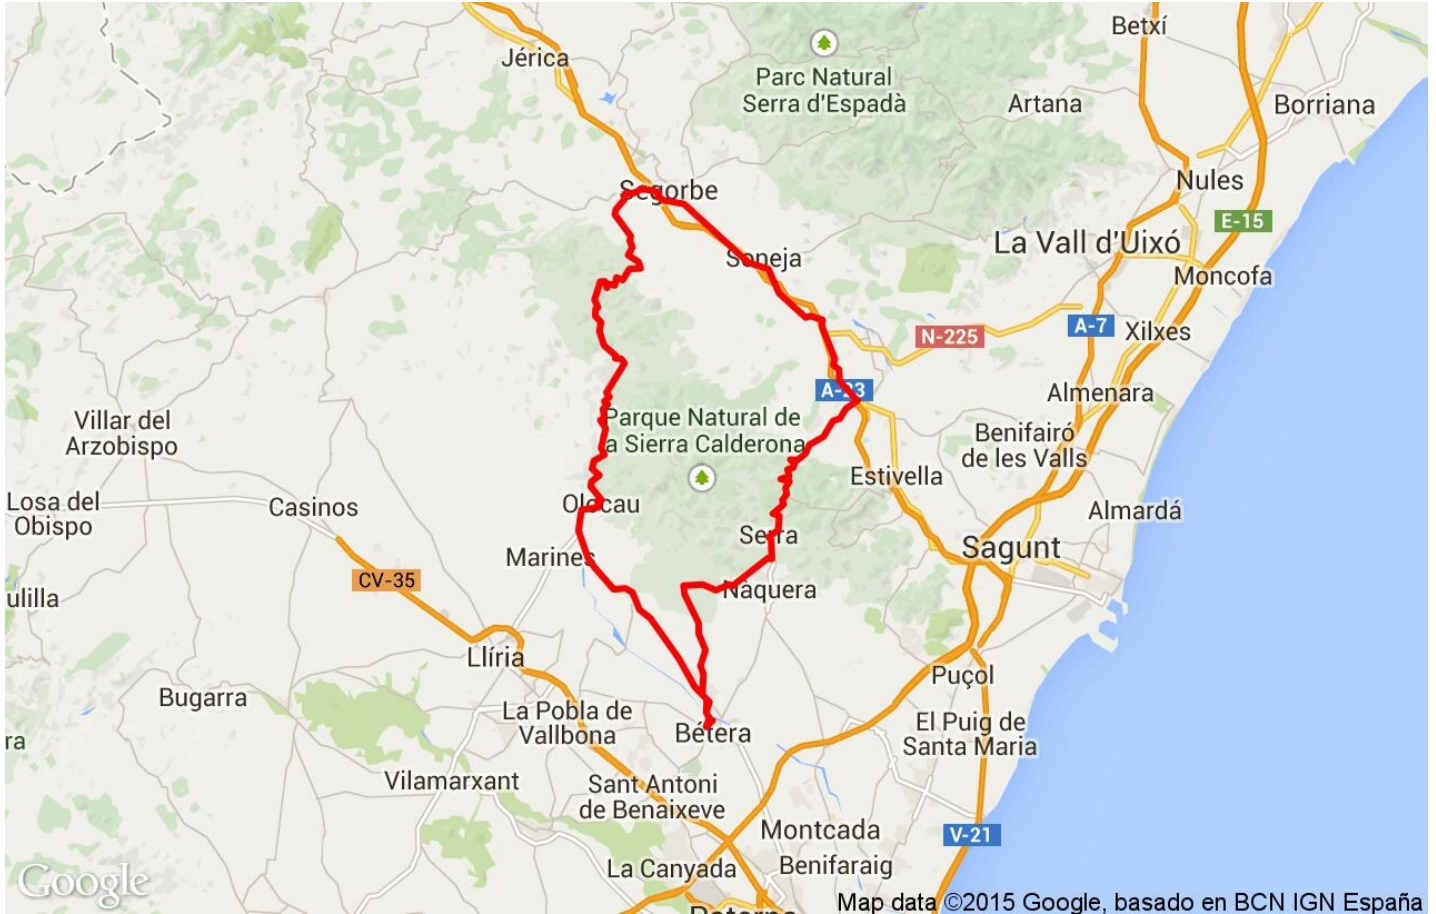 Betxí
Jérica
Parc Natural
Serra d'Espadà
Artana
Borriana
Segorbe
Nules
E-15
La Vall d'Uixó
Soneja
Moncofa
A-7
N-225
Xilxes
A-23
Almenara
Villar del
Arzobispo
Parque Natural de
la Sierra Calderona
Benifairó
de les Valls
Estivella
Losa del
Obispo
Casinos
Olocau
Almardá
Serra
Sagunt
Marines
CV-35
Náquera
ulilla
Llíria
Puçol
Bugarra
La Pobla de
Vallbona
Bétera
El Puig de
Santa Maria
ra
Vilamarxant
Sant Antoni
de Benaixeve
Montcada
V-21
Benifaraig
La Canyada
Google
Map data ©2015 Google, basado en BCN IGN España
Paterna